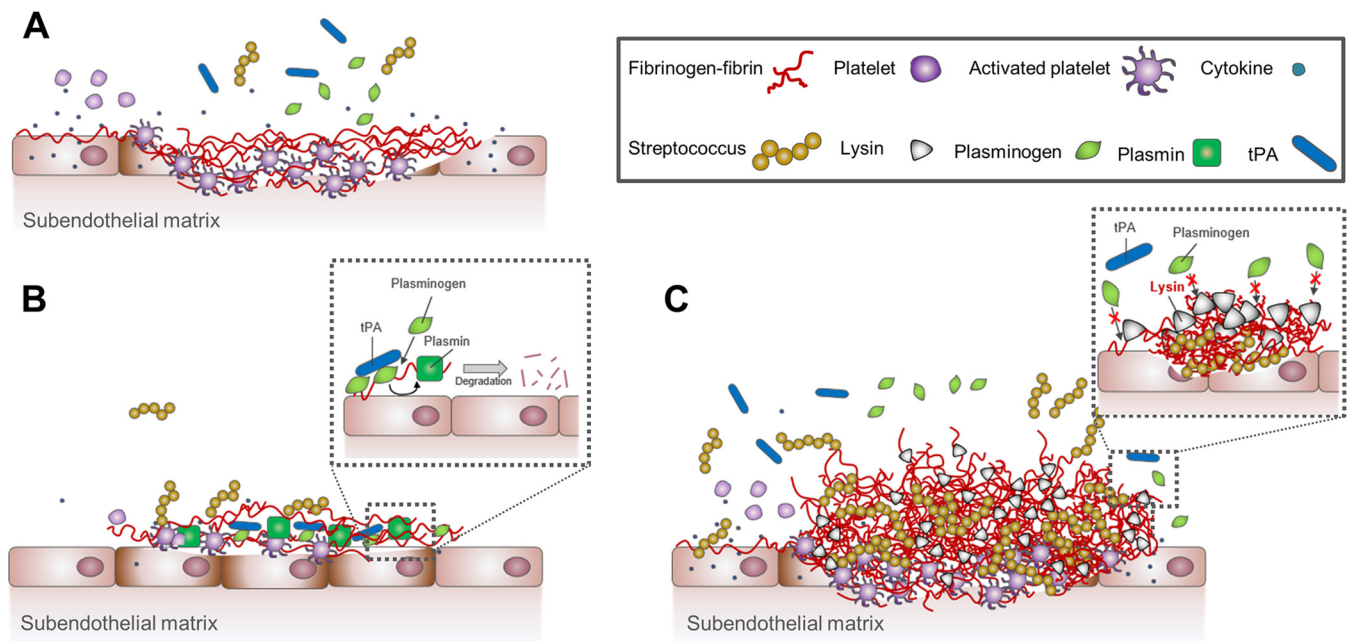 A
Fibrinogen-fibrin Platelet Activated platelet Cytokine
Streptococcus Lysin Plasminogen Plasmin tPA
Subendothelial matrix
B
Plasminogen
tPA
Plasmin
Degradation
Subendothelial matrix
C
tPA
Plasminogen
Lysin
Subendothelial matrix